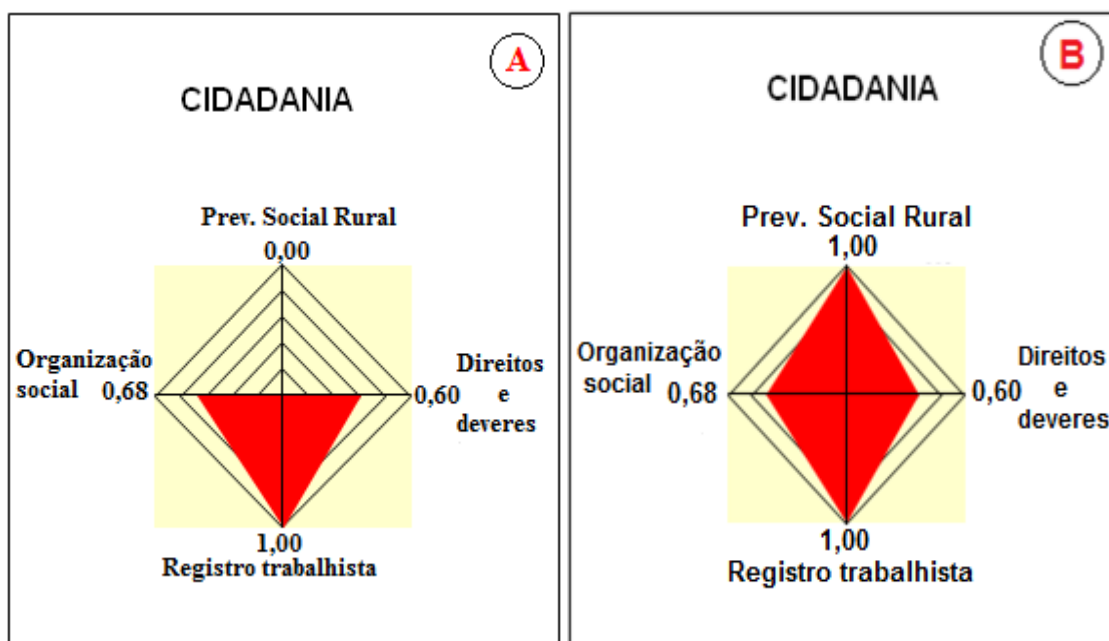 A
CIDADANIA
Prev. Social Rural
0,00
Organização
social 0,68
0,60
Direitos
e
deveres
1,00
Registro trabalhista
B
CIDADANIA
Prev. Social Rural
1,00
Organização
social 0,68
0,60
Direitos
e
deveres
1,00
Registro trabalhista